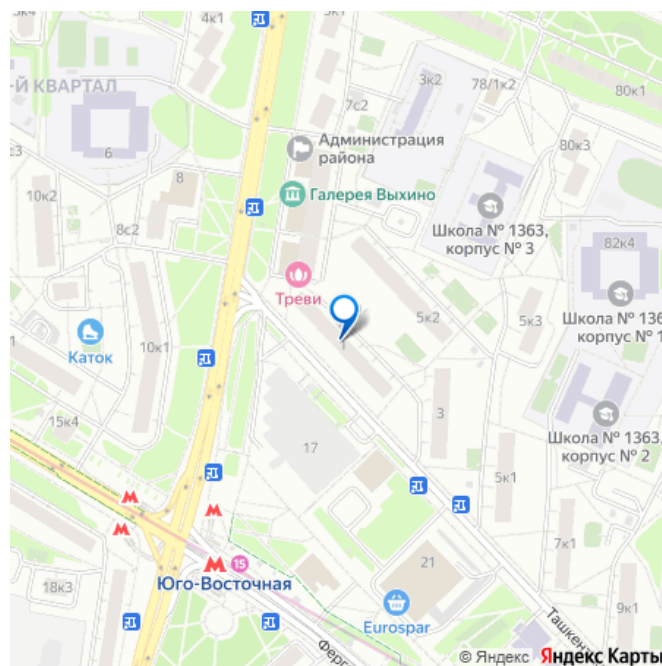 4к1
-Й КВАРТАЛ
6
7с2
3к2
78/1к2
80к1
Администрация
района
80к3
10к2
8
Галерея Выхино
8с2
Школа № 1363,
корпус № 3
82к4
Треви
5к2
5к3
Школа № 136
корпус № 1
Каток
10к1
1
3
15к4
17
Школа № 1363,
корпус № 2
5к1
7к1
15
Юго-Восточная
21
18к3
9к1
Eurospar
Ташкент
Ферг
© Яндекс Яндекс Карты